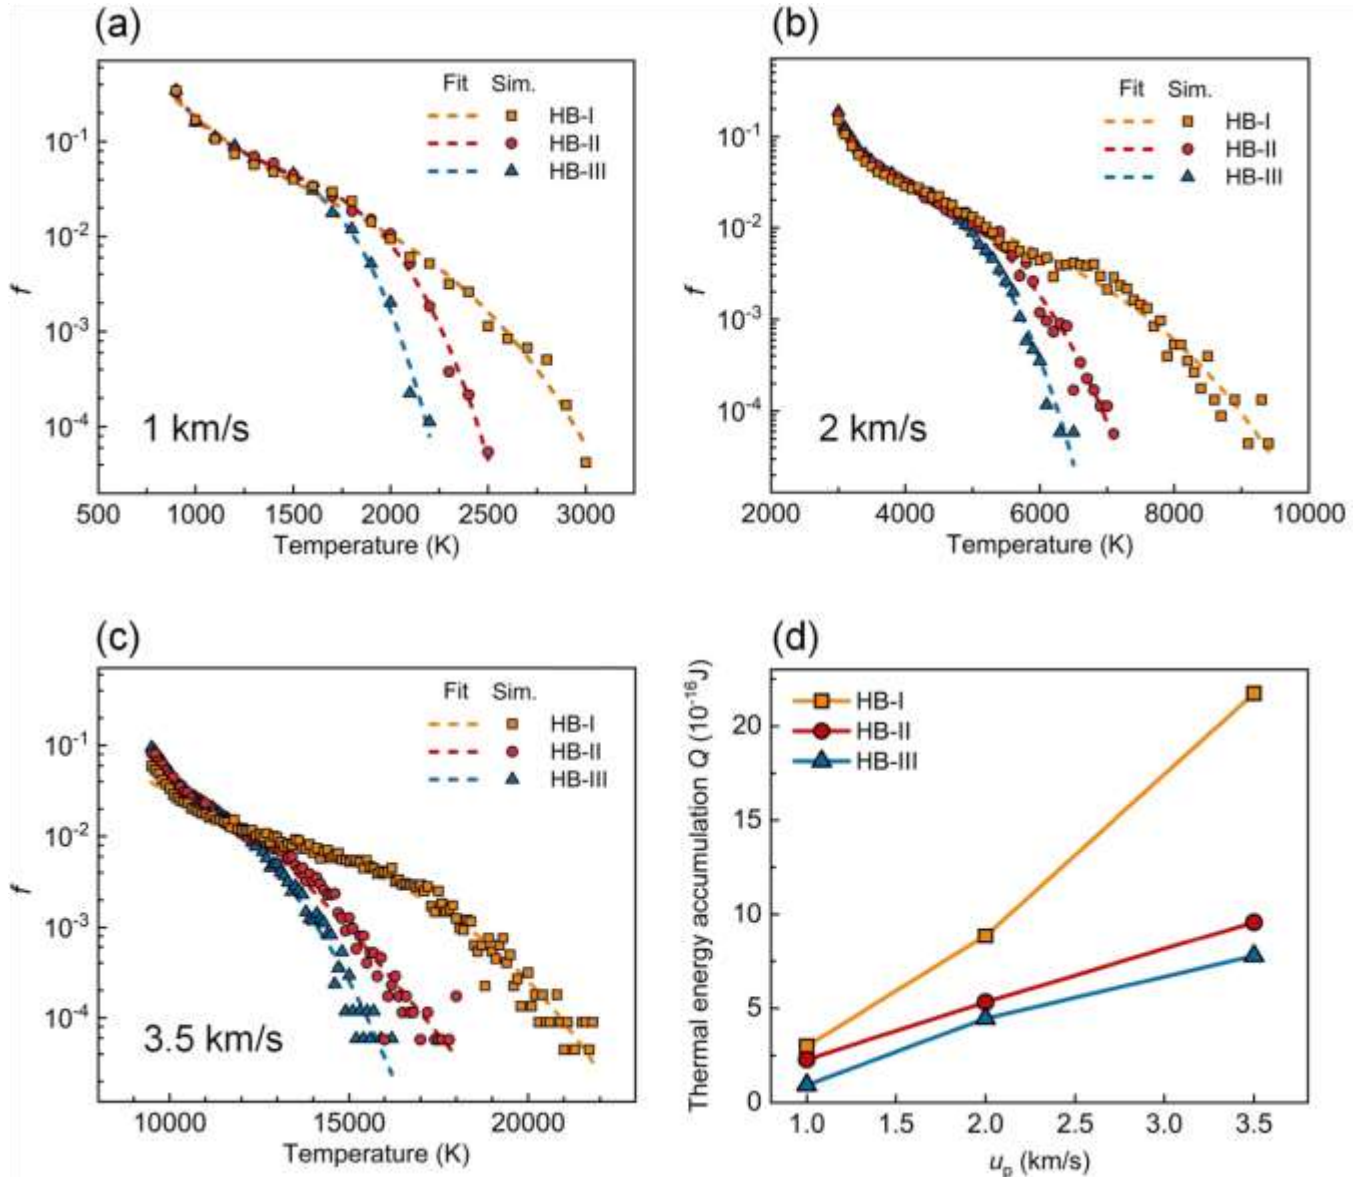 (a)
Fit Sim.
HB-I
HB-II
HB-III
10⁻¹
10⁻²
10⁻³
10⁻⁴
f
1 km/s
500 1000 1500 2000 2500 3000
Temperature (K)
(b)
Fit Sim.
HB-I
HB-II
HB-III
10⁻¹
10⁻²
10⁻³
10⁻⁴
f
2 km/s
2000 4000 6000 8000 10000
Temperature (K)
(c)
Fit Sim.
HB-I
HB-II
HB-III
10⁻¹
10⁻²
10⁻³
10⁻⁴
f
3.5 km/s
10000 15000 20000
Temperature (K)
(d)
HB-I
HB-II
HB-III
Thermal energy accumulation Q (10⁻¹⁶J)
20
15
10
5
0
1.0 1.5 2.0 2.5 3.0 3.5
uₚ (km/s)